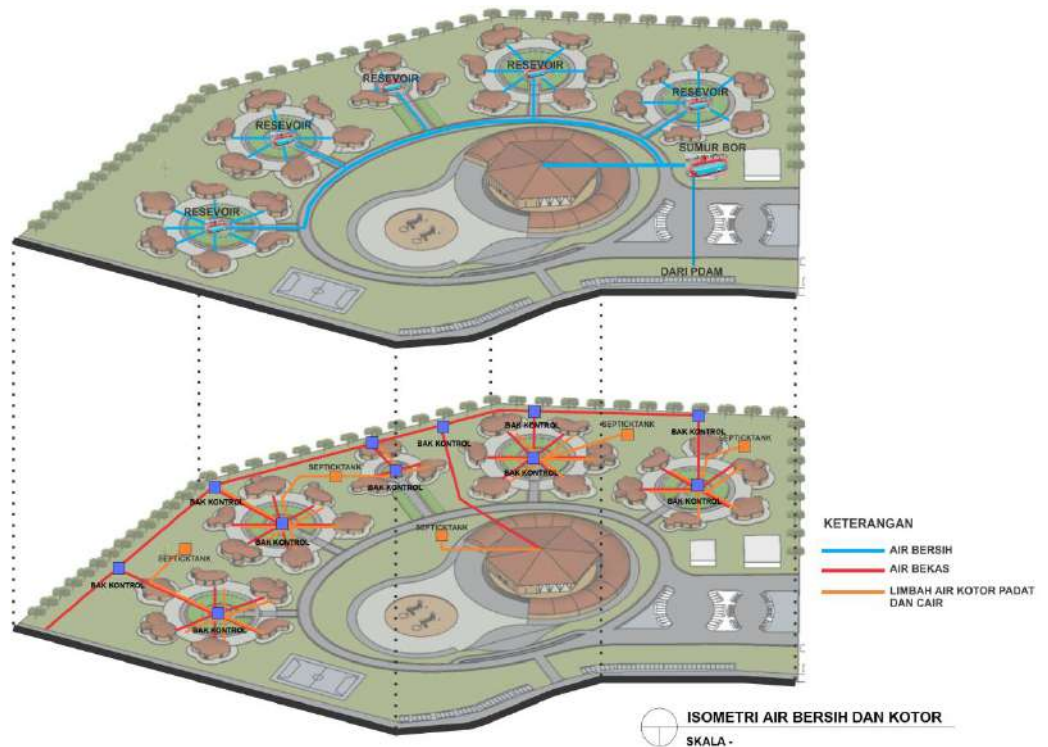 RESEVOIR
RESEVOIR
RESEVOIR
RESEVOIR
SUMUR BOR
RESEVOIR
DARI PDAM
BAK KONTROL
BAK KONTROL
BAK KONTROL
SEPTICKTANK
SEPTICKTANK
SEPTICKTANK
BAK KONTROL
BAK KONTROL
BAK KONTROL
BAK KONTROL
SEPTICKTANK
BAK KONTROL
SEPTICKTANK
BAK KONTROL
BAK KONTROL
KETERANGAN
AIR BERSIH
AIR BEKAS
LIMBAH AIR KOTOR PADAT
DAN CAIR
ISOMETRI AIR BERSIH DAN KOTOR
SKALA -